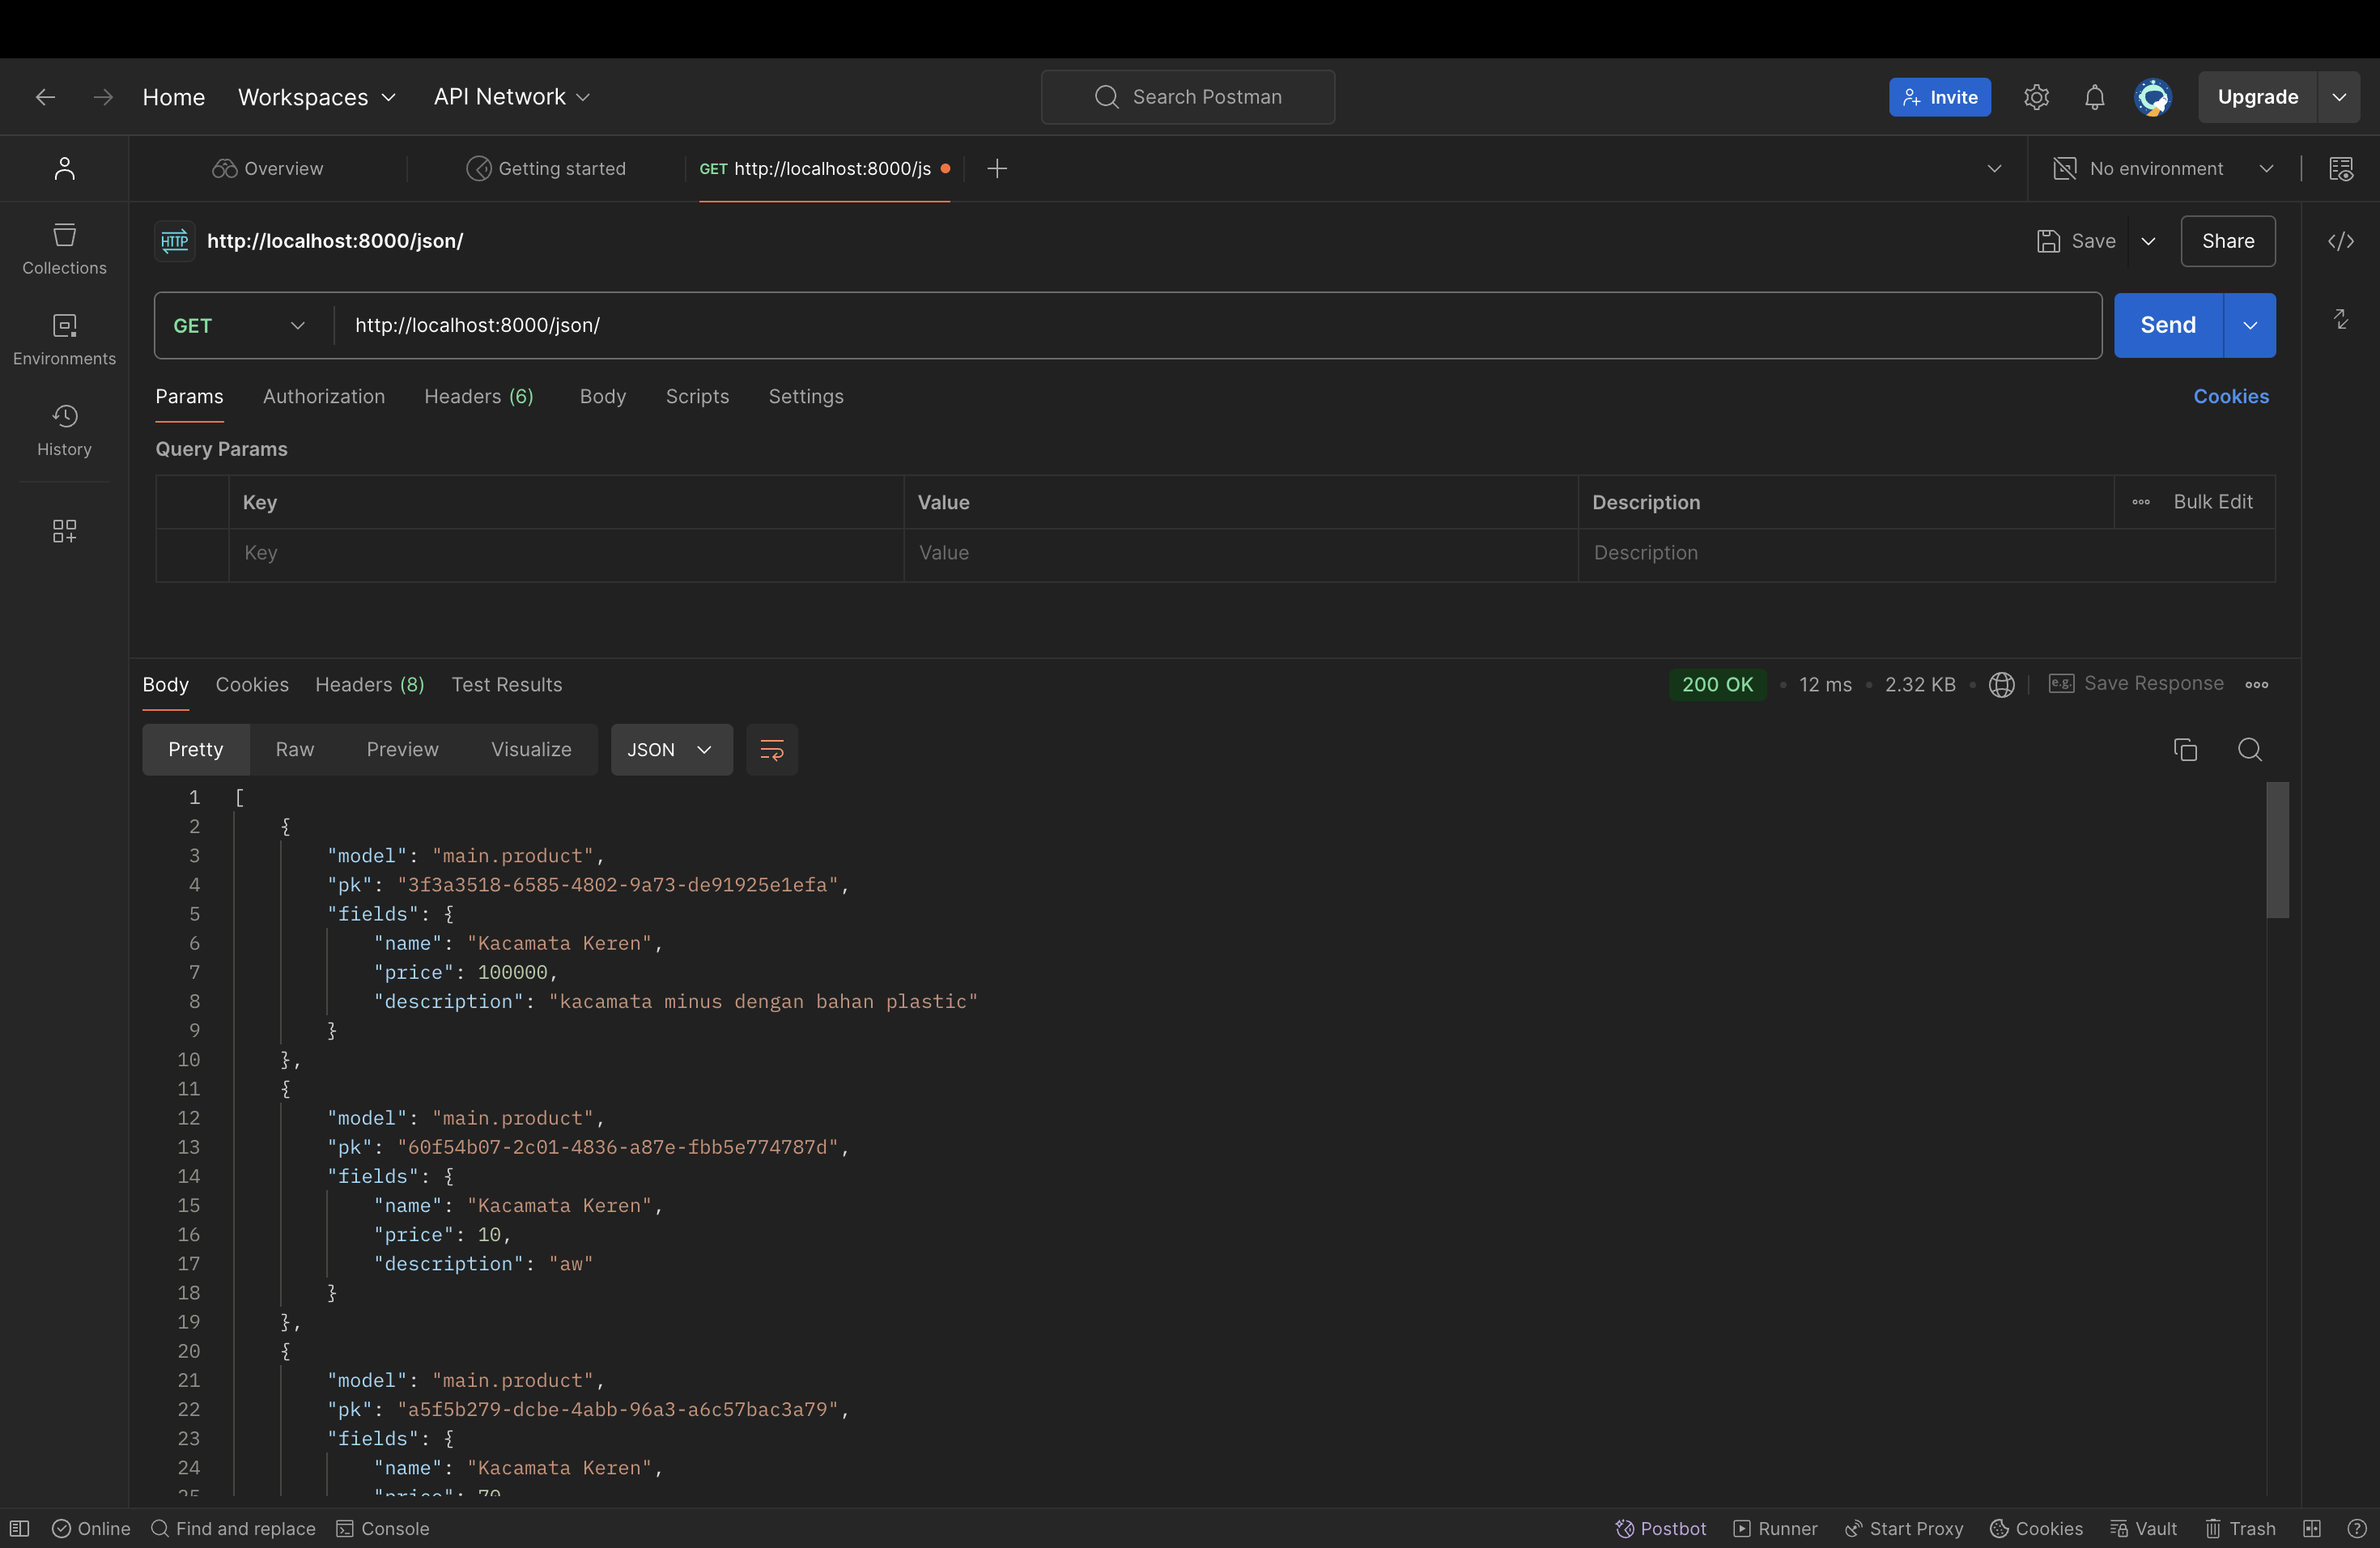 Home Workspaces API Network Search Postman Invite Upgrade
Overview Getting started GET http://localhost:8000/js No environment
HTTP http://localhost:8000/json/ Save Share
Collections
GET http://localhost:8000/json/ Send
Environments
Params Authorization Headers (6) Body Scripts Settings Cookies
History
Query Params
Key Value Description Bulk Edit
Key Value Description
Body Cookies Headers (8) Test Results 200 OK 12 ms 2.32 KB e.g. Save Response
Pretty Raw Preview Visualize JSON
1 [
2 {
3 "model": "main.product",
4 "pk": "3f3a3518-6585-4802-9a73-de91925e1efa",
5 "fields": {
6 "name": "Kacamata Keren",
7 "price": 100000,
8 "description": "kacamata minus dengan bahan plastic"
9 }
10 },
11 {
12 "model": "main.product",
13 "pk": "60f54b07-2c01-4836-a87e-fbb5e774787d",
14 "fields": {
15 "name": "Kacamata Keren",
16 "price": 10,
17 "description": "aw"
18 }
19 },
20 {
21 "model": "main.product",
22 "pk": "a5f5b279-dcbe-4abb-96a3-a6c57bac3a79",
23 "fields": {
24 "name": "Kacamata Keren",
25 "price": 70
Online Find and replace Console Postbot Runner Start Proxy Cookies Vault Trash